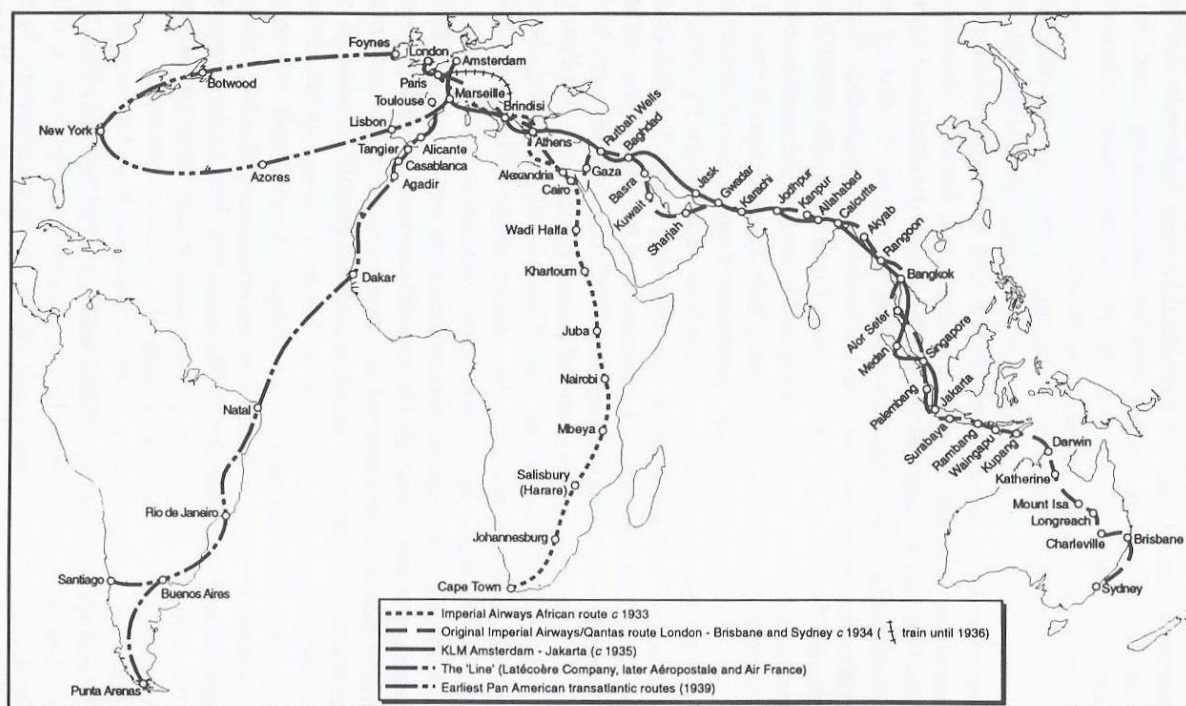 Foynes
London
Amsterdam
Botwood
Paris
Toulouse
Marseille
Brindisi
New York
Lisbon
Athens
Rutbah Wells
Baghdad
Tangier
Alicante
Casablanca
Azores
Agadir
Alexandria
Cairo
Gaza
Basra
Kuwait
Sharjah
Jask
Gwadar
Karachi
Jodhpur
Kanpur
Allahabad
Calcutta
Akyab
Rangoon
Wadi Halfa
Dakar
Khartoum
Bangkok
Juba
Alor Setar
Medan
Singapore
Nairobi
Natal
Palembang
Jakarta
Mbeya
Surabaya
Rambang
Waingapu
Kupang
Darwin
Salisbury
(Harare)
Katherine
Rio de Janeiro
Mount Isa
Longreach
Johannesburg
Charleville
Brisbane
Santiago
Buenos Aires
Cape Town
Sydney
Punta Arenas
Imperial Airways African route c 1933
Original Imperial Airways/Qantas route London - Brisbane and Sydney c 1934 ( train until 1936)
KLM Amsterdam - Jakarta (c 1935)
The 'Line' (Latécoère Company, later Aéropostale and Air France)
Earliest Pan American transatlantic routes (1939)